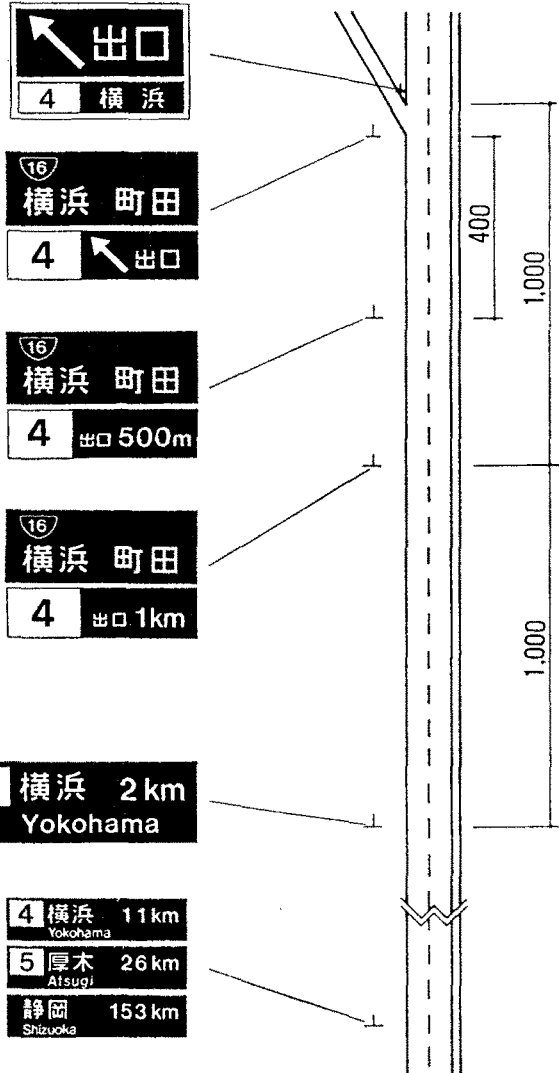 出口
4 横浜
16
横浜 町田
4 出口
400
1,000
16
横浜 町田
4 出口 500m
16
横浜 町田
4 出口 1km
1,000
横浜 2km
Yokohama
4 横浜 11km
Yokohama
5 厚木 26km
Atsugi
静岡 153km
Shizuoka